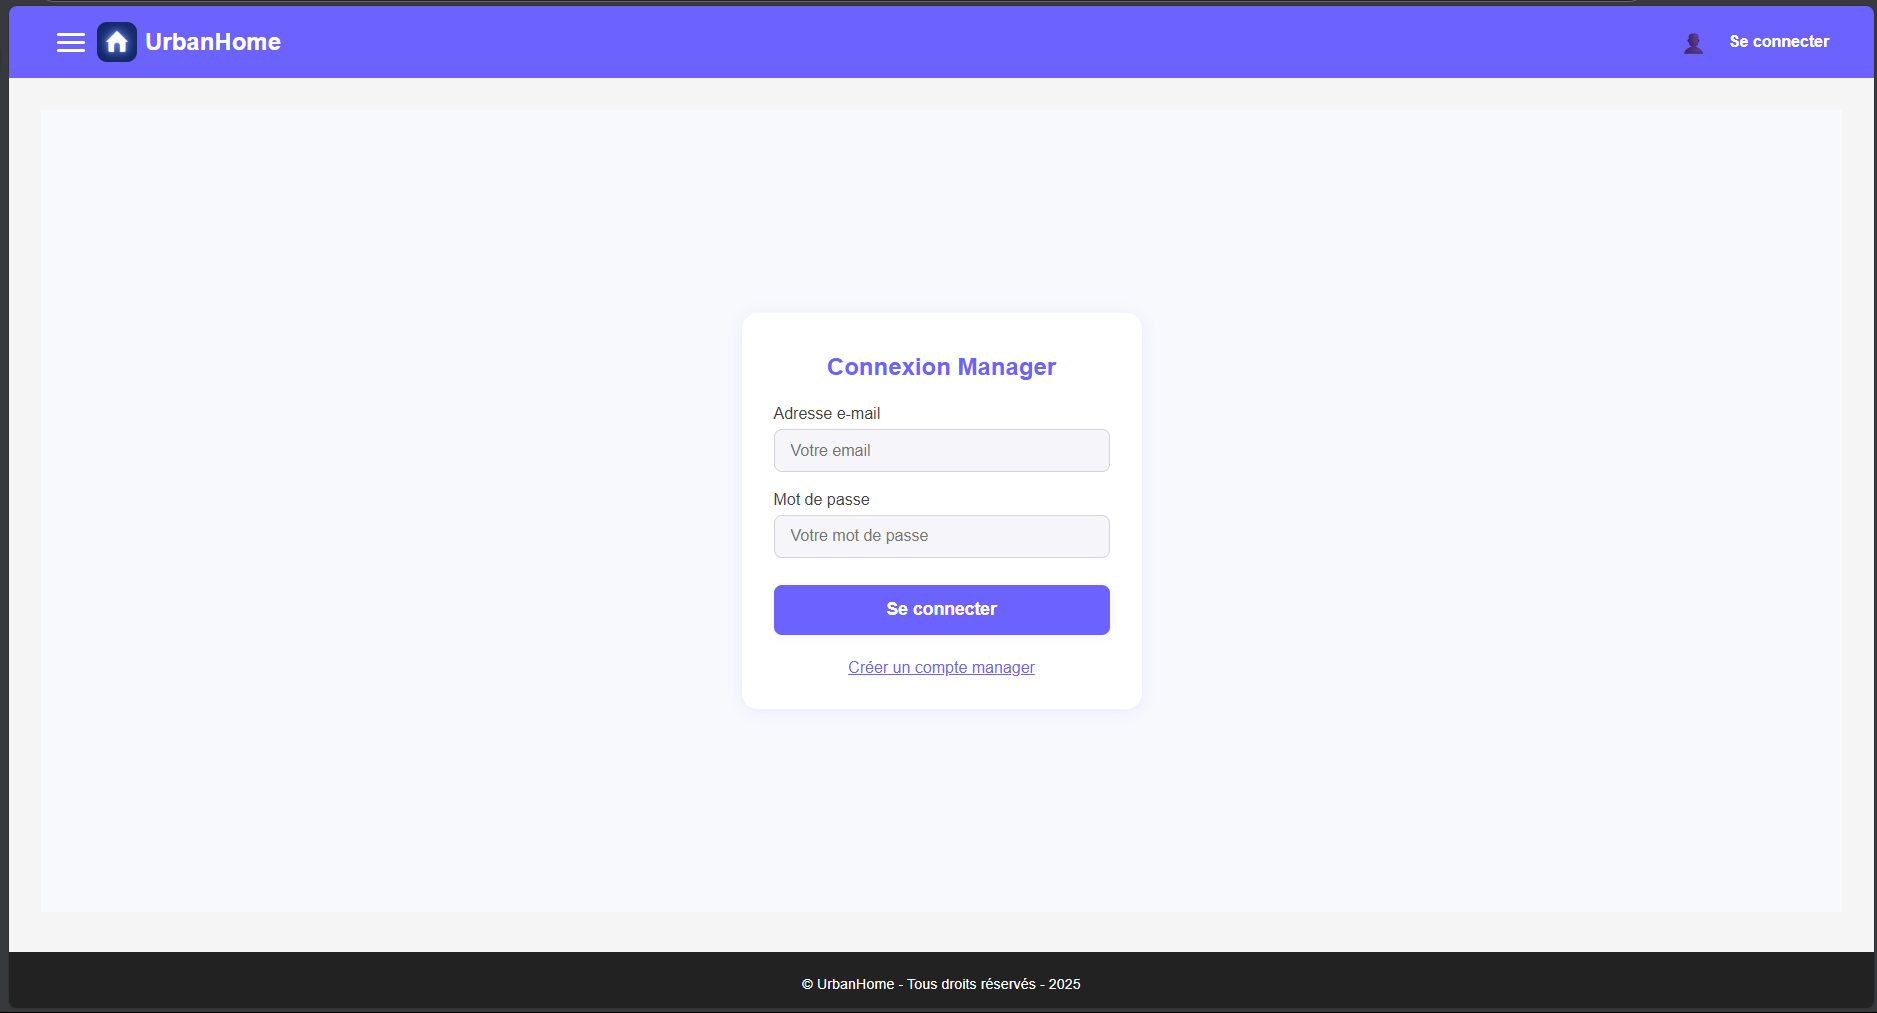 UrbanHome
Se connecter
Connexion Manager
Adresse e-mail
Votre email
Mot de passe
Votre mot de passe
Se connecter
Créer un compte manager
© UrbanHome - Tous droits réservés - 2025